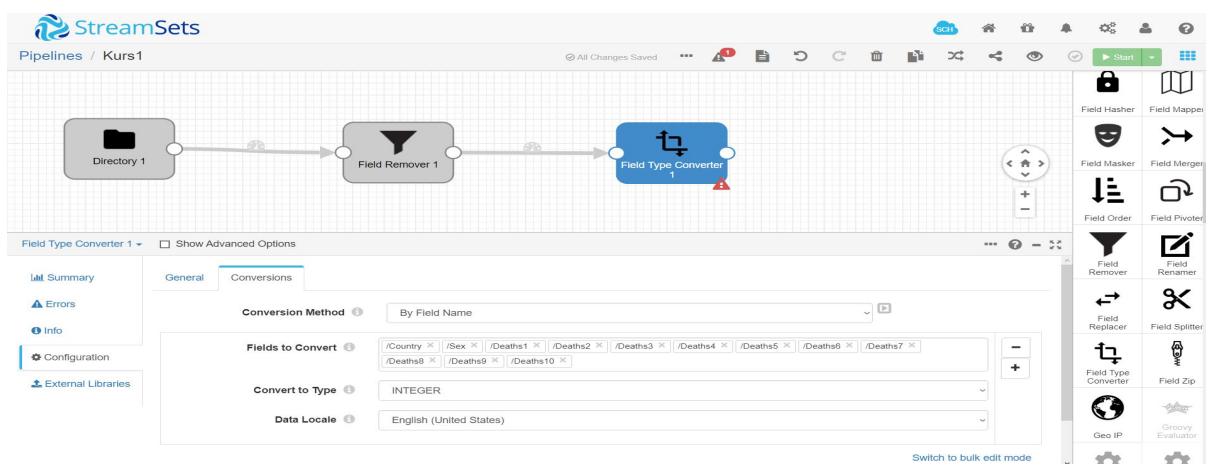 StreamSets
SCH
Pipelines / Kurs1
All Changes Saved
1
Start
Directory 1
Field Remover 1
Field Type Converter
1
Field Hasher
Field Mapper
Field Masker
Field Merger
Field Order
Field Pivoter
Field
Remover
Field
Renamer
Field
Replacer
Field Splitter
Field Type
Converter
Field Zip
Geo IP
Groovy
Evaluator
Field Type Converter 1
Show Advanced Options
Summary
Errors
Info
Configuration
External Libraries
General
Conversions
Conversion Method
By Field Name
Fields to Convert
/Country × /Sex × /Deaths1 × /Deaths2 × /Deaths3 × /Deaths4 × /Deaths5 × /Deaths6 × /Deaths7 ×
/Deaths8 × /Deaths9 × /Deaths10 ×
Convert to Type
INTEGER
Data Locale
English (United States)
Switch to bulk edit mode